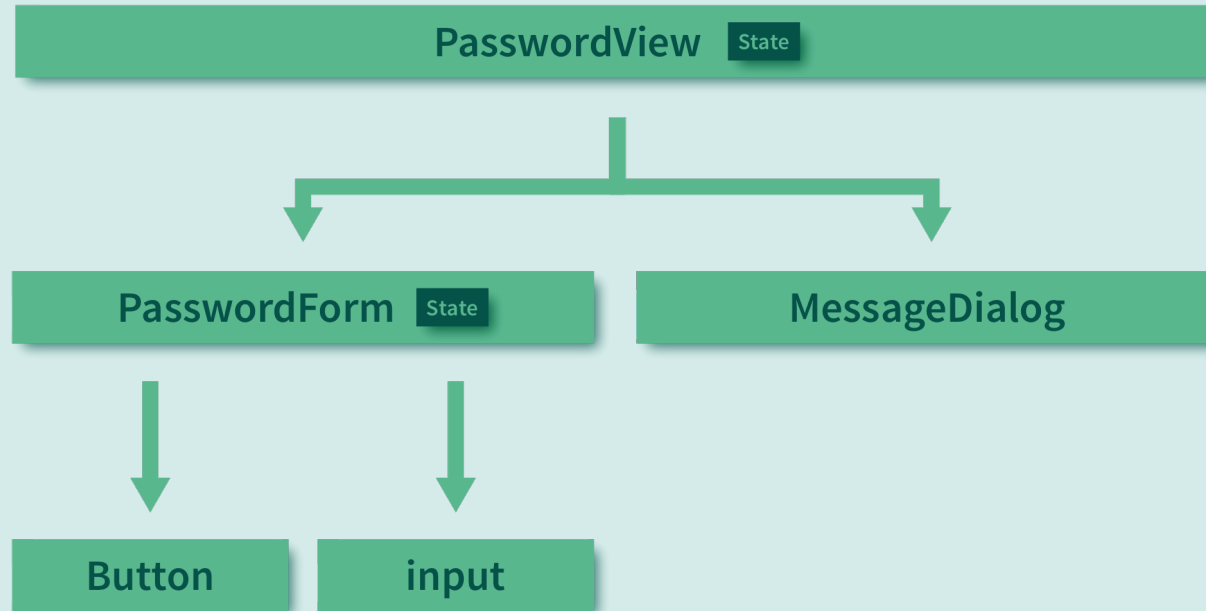 PasswordView State
PasswordForm State
MessageDialog
Button
input